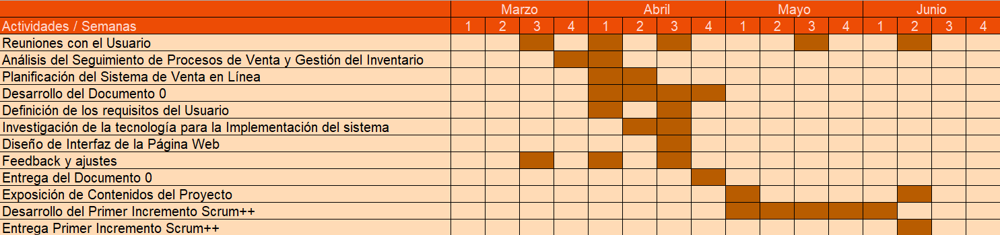 Marzo Abril Mayo Junio
Actividades / Semanas 1 2 3 4 1 2 3 4 1 2 3 4 1 2 3 4
Reuniones con el Usuario
Análisis del Seguimiento de Procesos de Venta y Gestión del Inventario
Planificación del Sistema de Venta en Línea
Desarrollo del Documento 0
Definición de los requisitos del Usuario
Investigación de la tecnología para la Implementación del sistema
Diseño de Interfaz de la Página Web
Feedback y ajustes
Entrega del Documento 0
Exposición de Contenidos del Proyecto
Desarrollo del Primer Incremento Scrum++
Entrega Primer Incremento Scrum++